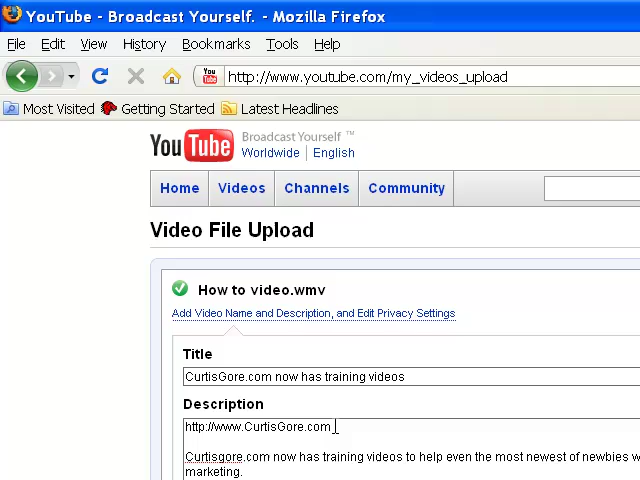 YouTube - Broadcast Yourself. - Mozilla Firefox
File Edit View History Bookmarks Tools Help
http://www.youtube.com/my_videos_upload
Most Visited Getting Started Latest Headlines
YouTube Broadcast Yourself ™
Worldwide English
Home Videos Channels Community
Video File Upload
How to video.wmv
Add Video Name and Description, and Edit Privacy Settings
Title
CurtisGore.com now has training videos
Description
http://www.CurtisGore.com
Curtisgore.com now has training videos to help even the most newest of newbies w
marketing.